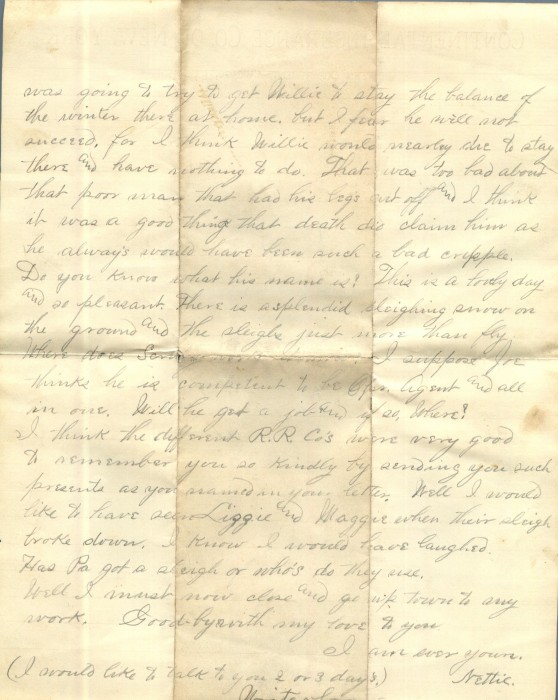 was going to try to get Willie to stay the balance of
the winter there at home. but I fear he will not
succeed. for I think Willie would nearly die to stay
there and have nothing to do. That was too bad about
that poor man that had his legs cut off and I think
it was a good thing that death did claim him as
he always would have been such a bad cripple.
Do you know what his name is? This is a lovely day
and so pleasant. There is a splendid sleighing snow on
the ground and the sleighs just more than fly.
Where does I suppose Joe
thinks he is competent to be Opr. Agent and all
in one. Will he get a job and if so, Where?
I think the different R.R. Co's were very good
to remember you so kindly by sending you such
presents as you named in your letter. Well I would
like to have seen Lizzie and Maggie when their sleigh
broke down. I know I would have laughed.
Has Pa got a sleigh or who's do they use.
Well I must now close and go up town to my
work. Good-by with my love to you
I am ever yours.
(I would like to talk to you 2 or 3 days.) Nettie.